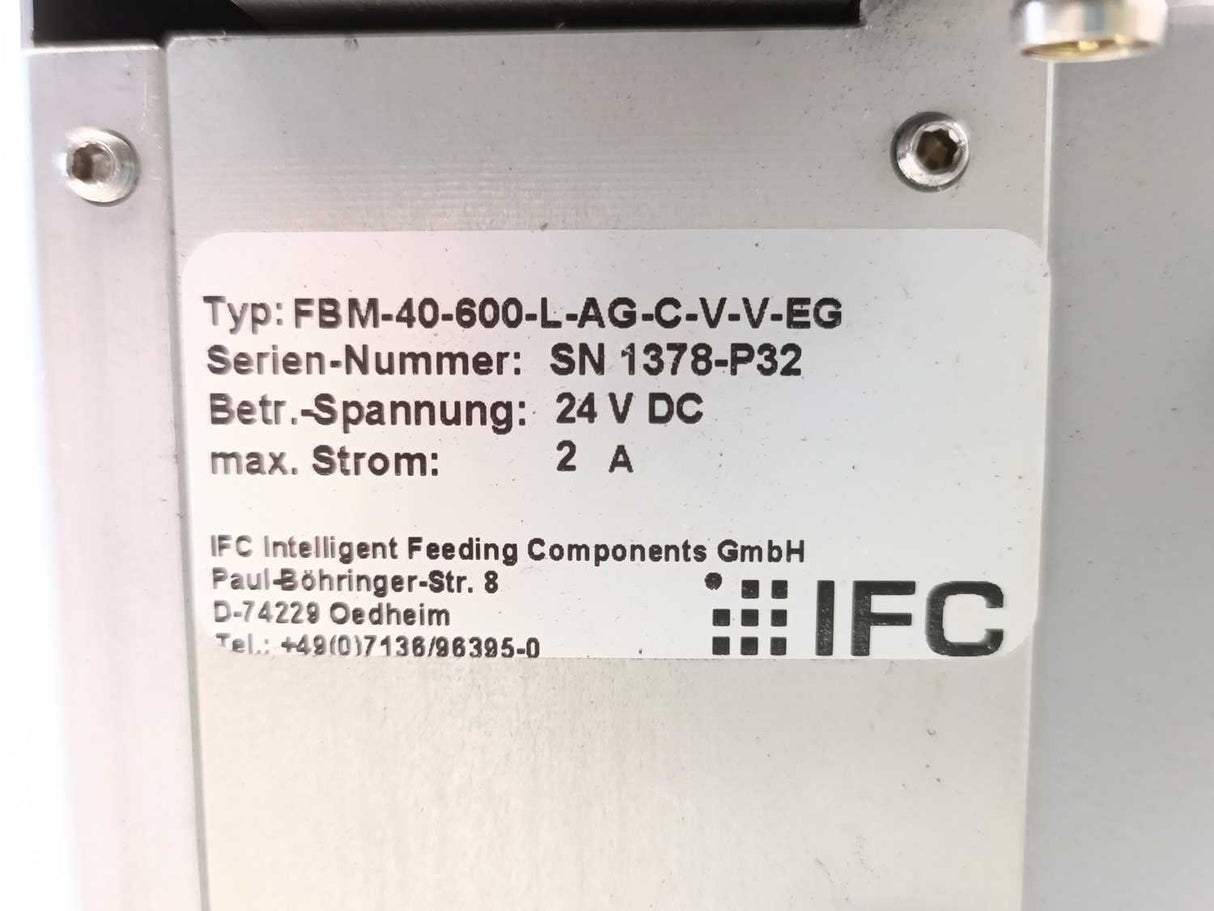 Typ: FBM-40-600-L-AG-C-V-V-EG
Serien-Nummer: SN 1378-P32
Betr.-Spannung: 24 V DC
max. Strom: 2 A
IFC Intelligent Feeding Components GmbH
Paul-Böhringer-Str. 8
D-74229 Oedheim
Tel.: +49(0)7136/96395-0
IFC